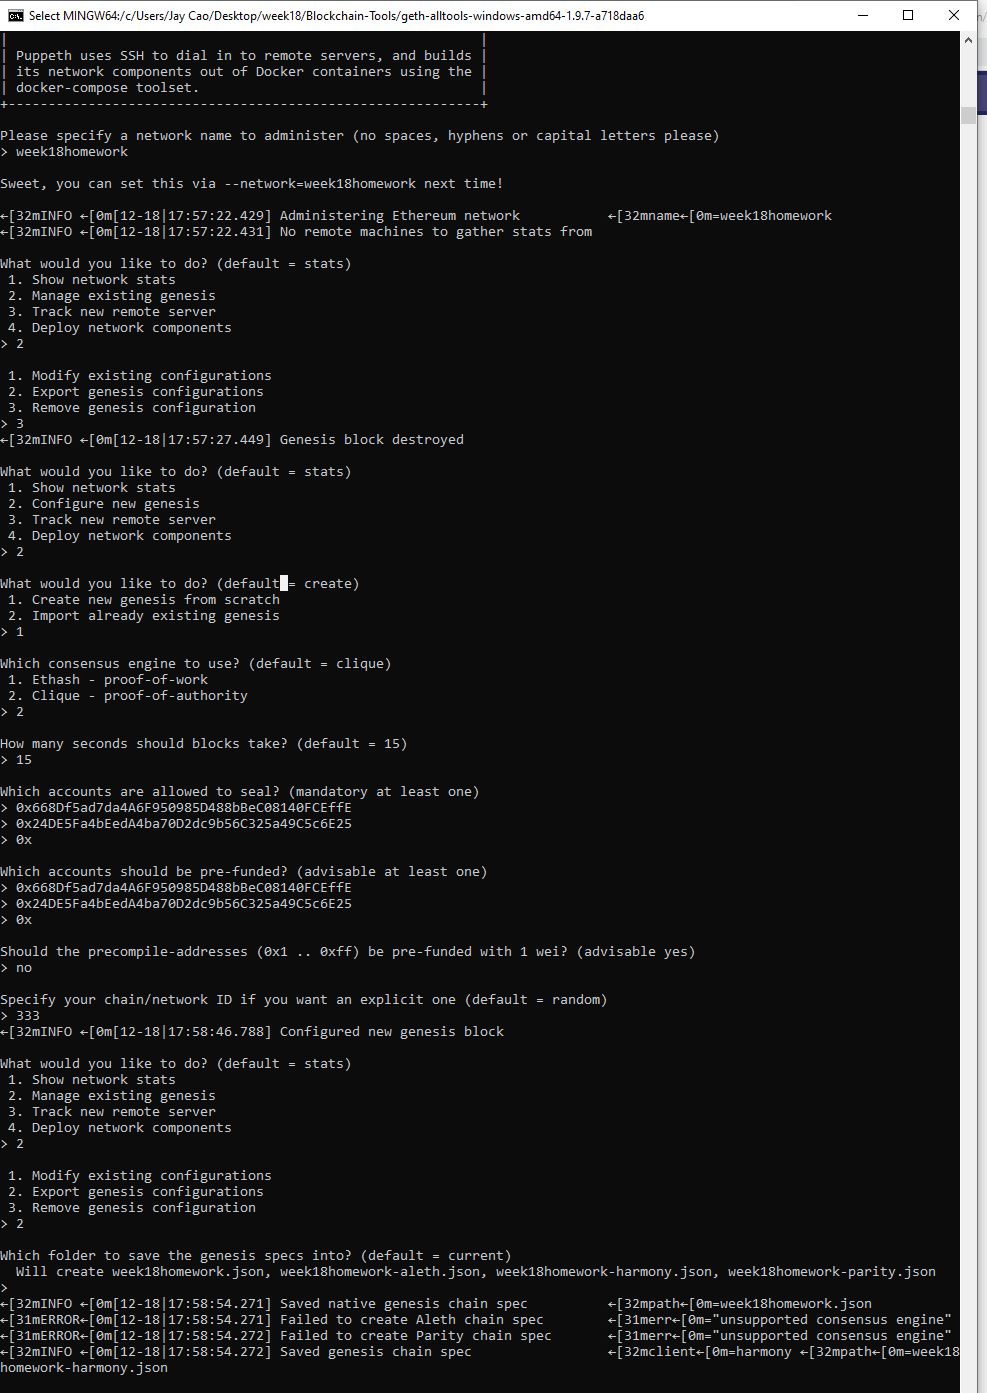 Select MINGW64:/c/Users/Jay Cao/Desktop/week18/Blockchain-Tools/geth-alltools-windows-amd64-1.9.7-a718daa6
| |
| Puppeth uses SSH to dial in to remote servers, and builds |
| its network components out of Docker containers using the |
| docker-compose toolset. |
+-----------------------------------------------------------+
Please specify a network name to administer (no spaces, hyphens or capital letters please)
> week18homework
Sweet, you can set this via --network=week18homework next time!
←[32mINFO ←[0m[12-18|17:57:22.429] Administering Ethereum network ←[32mname←[0m=week18homework
←[32mINFO ←[0m[12-18|17:57:22.431] No remote machines to gather stats from
What would you like to do? (default = stats)
1. Show network stats
2. Manage existing genesis
3. Track new remote server
4. Deploy network components
> 2
1. Modify existing configurations
2. Export genesis configurations
3. Remove genesis configuration
> 3
←[32mINFO ←[0m[12-18|17:57:27.449] Genesis block destroyed
What would you like to do? (default = stats)
1. Show network stats
2. Configure new genesis
3. Track new remote server
4. Deploy network components
> 2
What would you like to do? (default = create)
1. Create new genesis from scratch
2. Import already existing genesis
> 1
Which consensus engine to use? (default = clique)
1. Ethash - proof-of-work
2. Clique - proof-of-authority
> 2
How many seconds should blocks take? (default = 15)
> 15
Which accounts are allowed to seal? (mandatory at least one)
> 0x668Df5ad7da4A6F950985D488bBeC08140FCEffE
> 0x24DE5Fa4bEedA4ba70D2dc9b56C325a49C5c6E25
> 0x
Which accounts should be pre-funded? (advisable at least one)
> 0x668Df5ad7da4A6F950985D488bBeC08140FCEffE
> 0x24DE5Fa4bEedA4ba70D2dc9b56C325a49C5c6E25
> 0x
Should the precompile-addresses (0x1 .. 0xff) be pre-funded with 1 wei? (advisable yes)
> no
Specify your chain/network ID if you want an explicit one (default = random)
> 333
←[32mINFO ←[0m[12-18|17:58:46.788] Configured new genesis block
What would you like to do? (default = stats)
1. Show network stats
2. Manage existing genesis
3. Track new remote server
4. Deploy network components
> 2
1. Modify existing configurations
2. Export genesis configurations
3. Remove genesis configuration
> 2
Which folder to save the genesis specs into? (default = current)
Will create week18homework.json, week18homework-aleth.json, week18homework-harmony.json, week18homework-parity.json
>
←[32mINFO ←[0m[12-18|17:58:54.271] Saved native genesis chain spec ←[32mpath←[0m=week18homework.json
←[31mERROR←[0m[12-18|17:58:54.271] Failed to create Aleth chain spec ←[31merr←[0m="unsupported consensus engine"
←[31mERROR←[0m[12-18|17:58:54.272] Failed to create Parity chain spec ←[31merr←[0m="unsupported consensus engine"
←[32mINFO ←[0m[12-18|17:58:54.272] Saved genesis chain spec ←[32mclient←[0m=harmony ←[32mpath←[0m=week18
homework-harmony.json